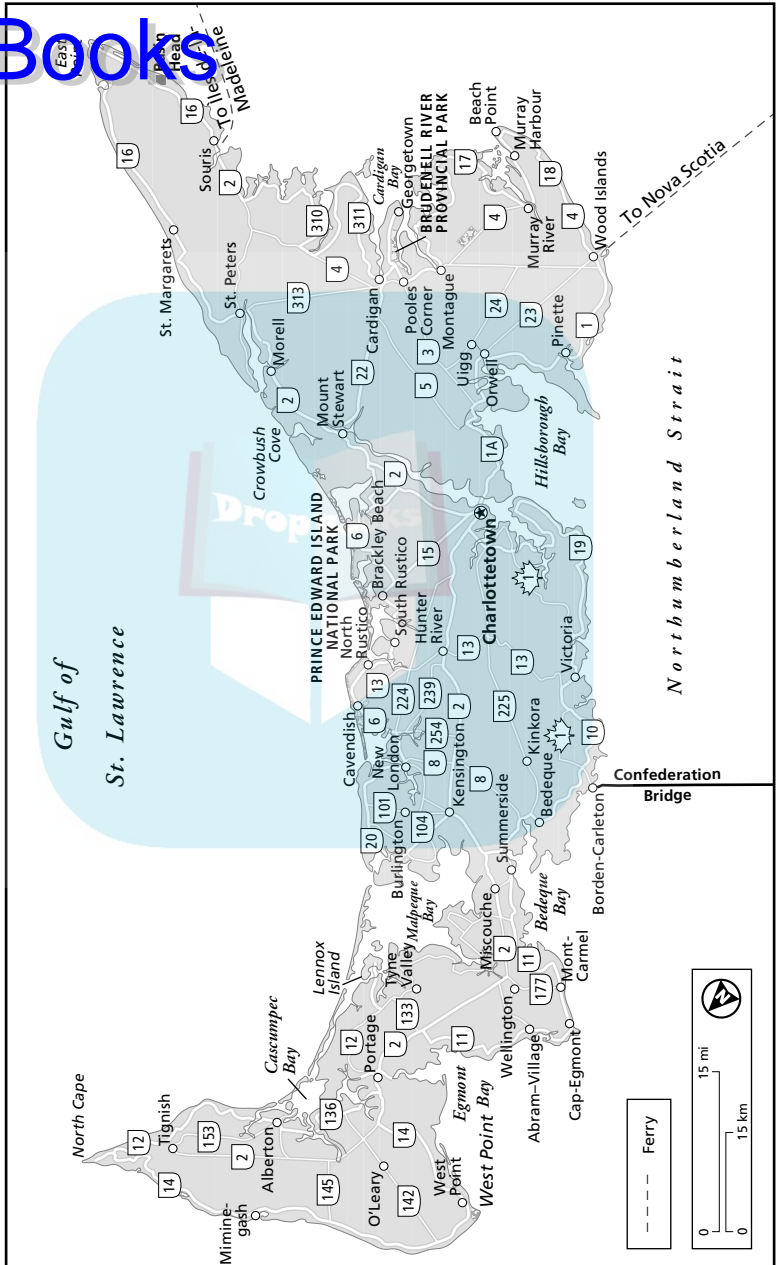 Books
East
Point
Basin
Head
To Iles de la
Madeleine
16
16
Souris
2
St. Margarets
St. Peters
310
311
313
4
Cardigan
Bay
Georgetown
BRUDENELL RIVER
PROVINCIAL PARK
Beach
Point
Murray
Harbour
17
18
4
Murray
River
4
Wood Islands
To Nova Scotia
Cardigan
Pooles
Corner
Montague
24
23
1
Pinette
3
5
Uigg
Orwell
22
Morell
2
Mount
Stewart
Crowbush
Cove
1A
Hillsborough
Bay
2
Northumberland Strait
PRINCE EDWARD ISLAND
NATIONAL PARK
6
Brackley Beach
15
South Rustico
North
Rustico
Hunter
River
Charlottetown
1
19
13
13
Victoria
Gulf of
St. Lawrence
Cavendish
13
6
224
239
254
2
225
New
London
8
Kensington
8
Kinkora
1
10
Bedeque
Confederation
Bridge
Borden-Carleton
20
101
104
Burlington
Summerside
Malpeque
Bay
Bedeque
Bay
Miscouche
2
11
177
Mont-
Carmel
Lennox
Island
Tyne
Valley
133
12
2
Portage
11
Wellington
Abram–Village
Cap-Egmont
Cascumpec
Bay
136
Egmont
Bay
West Point
North Cape
12
Tignish
153
14
2
Alberton
145
14
O'Leary
142
West
Point
Mimine-
gash
Ferry
N
0
15 mi
0
15 km